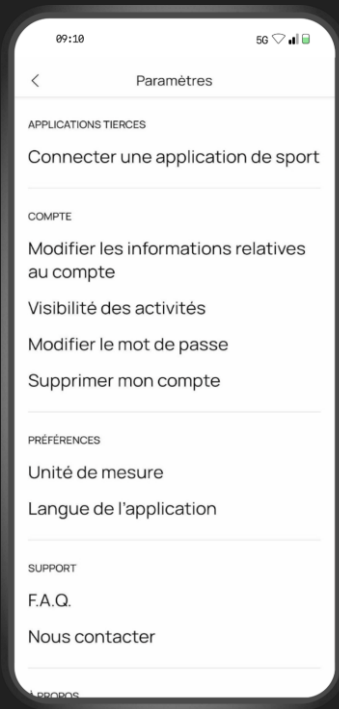 09:10
5G
Paramètres
APPLICATIONS TIERCES
Connecter une application de sport
COMPTE
Modifier les informations relatives
au compte
Visibilité des activités
Modifier le mot de passe
Supprimer mon compte
PRÉFÉRENCES
Unité de mesure
Langue de l'application
SUPPORT
F.A.Q.
Nous contacter
À PROPOS